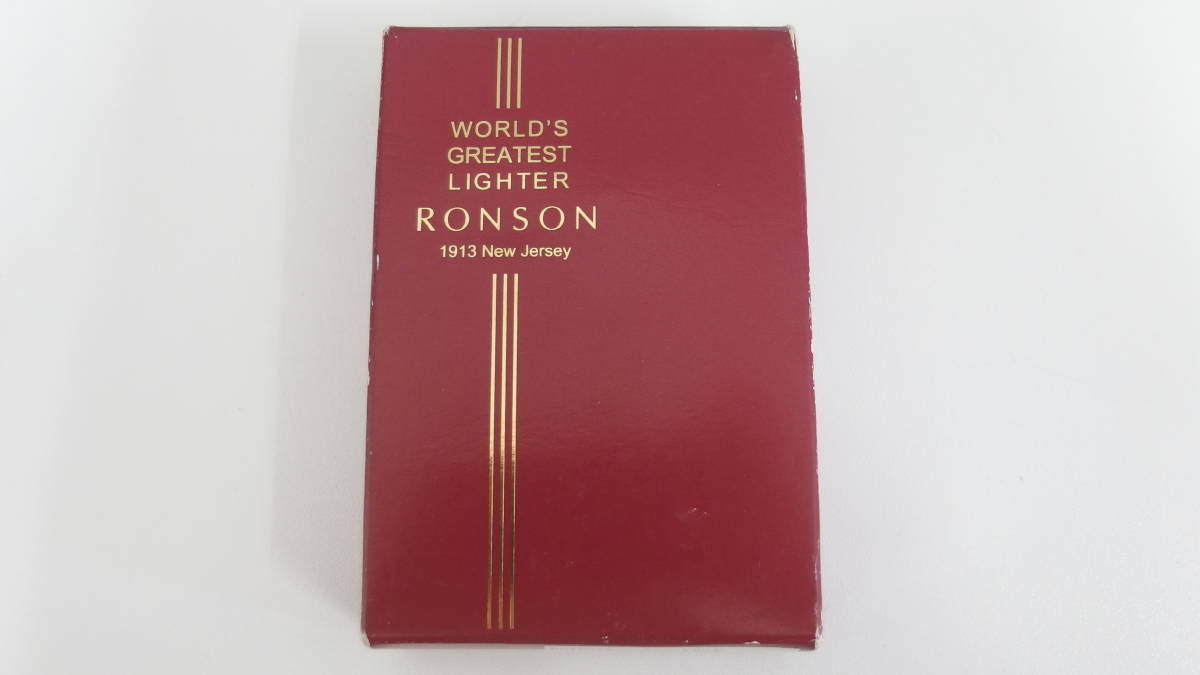 WORLD'S
GREATEST
LIGHTER
RONSON
1913 New Jersey